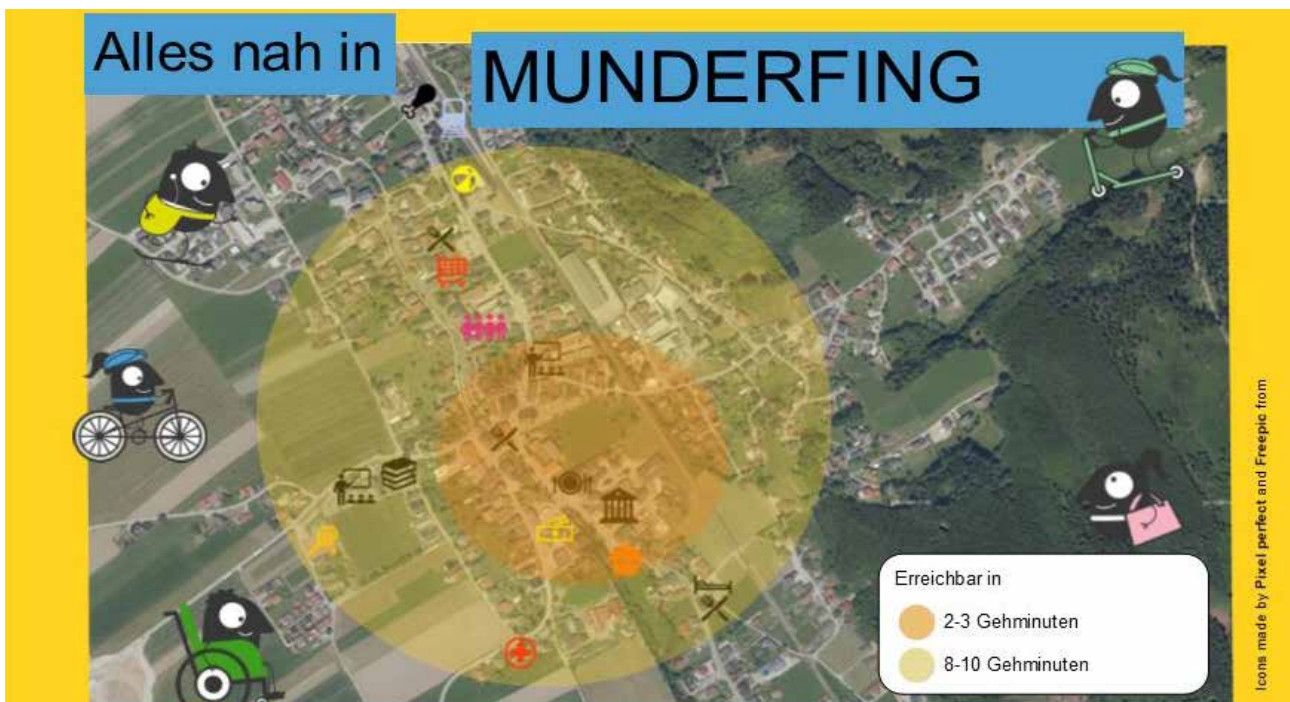 Alles nah in
MUNDERFING
Erreichbar in
2-3 Gehminuten
8-10 Gehminuten
Icons made by Pixel perfect and Freepic from